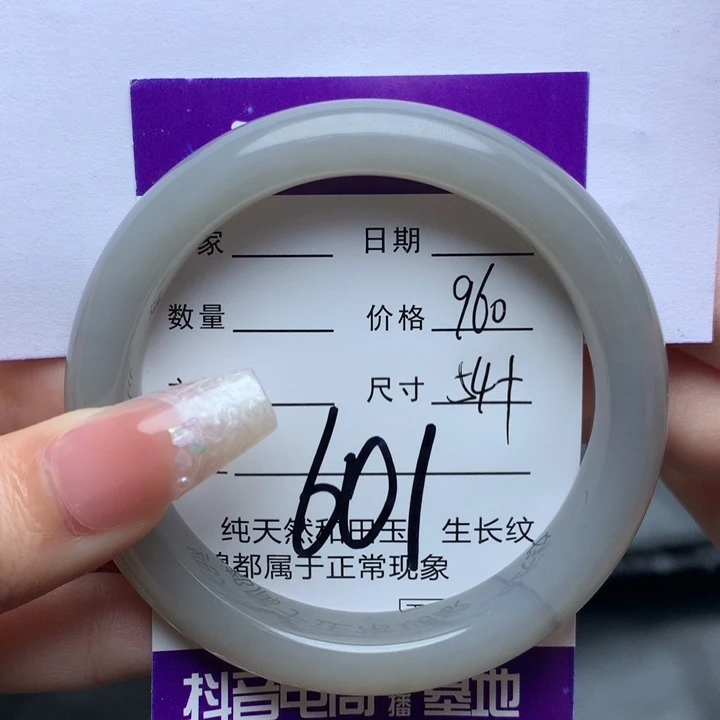 家 日期
数量 价格 960
尺寸 54+
601
纯天然和田玉 生长纹
都属于正常现象
抖音电商 播 基地